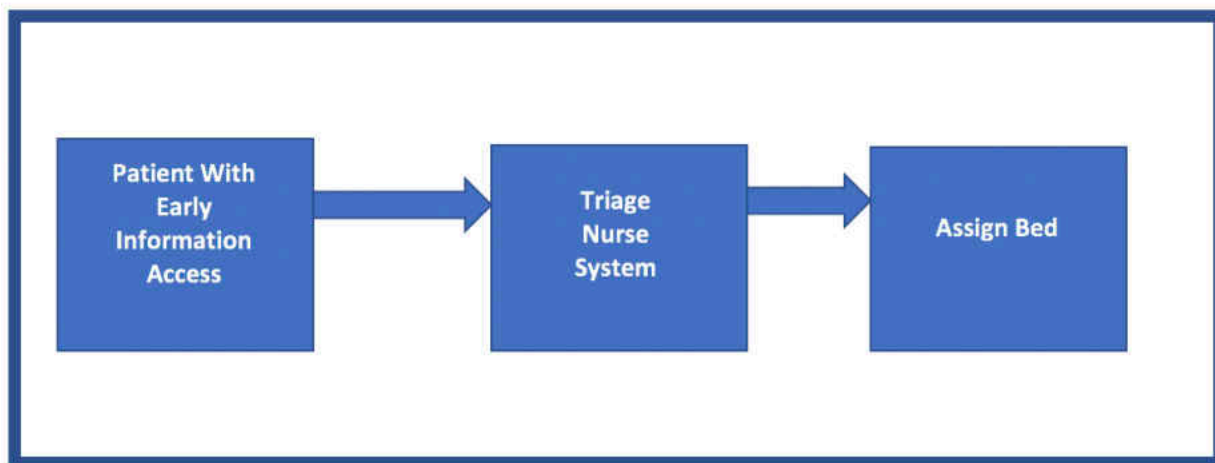 Patient With
Early
Information
Access
Triage
Nurse
System
Assign Bed